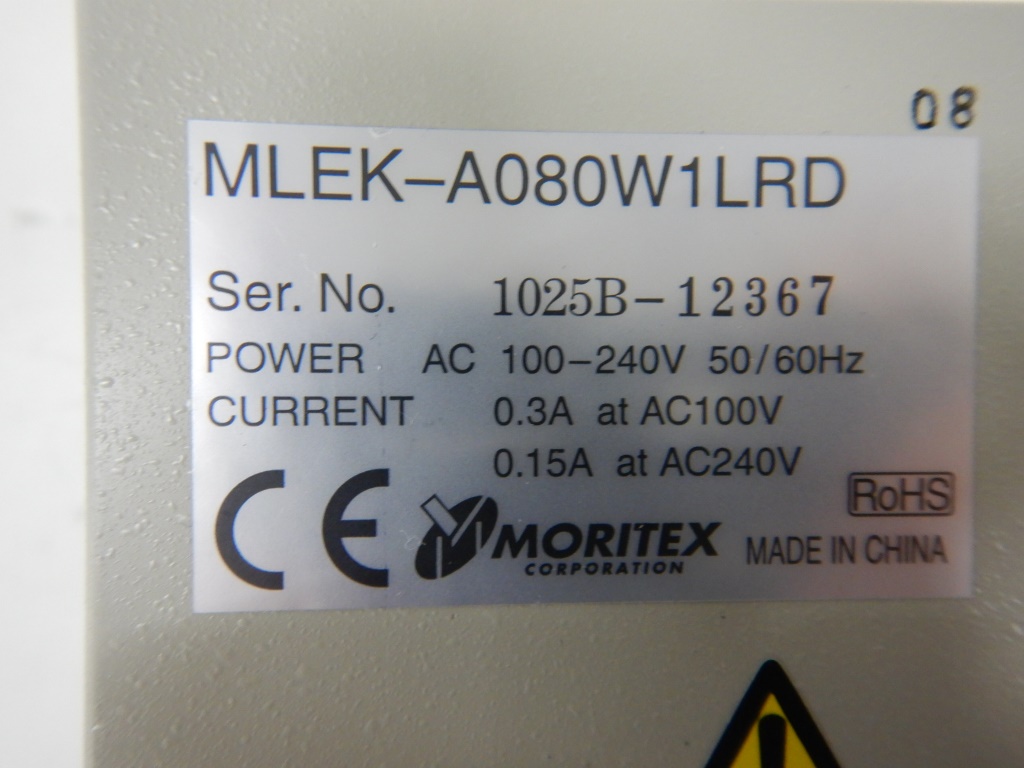 08
MLEK-A080W1LRD
Ser. No. 1025B-12367
POWER AC 100-240V 50/60Hz
CURRENT 0.3A at AC100V
0.15A at AC240V
RoHS
CE MORITEX
CORPORATION
MADE IN CHINA
!